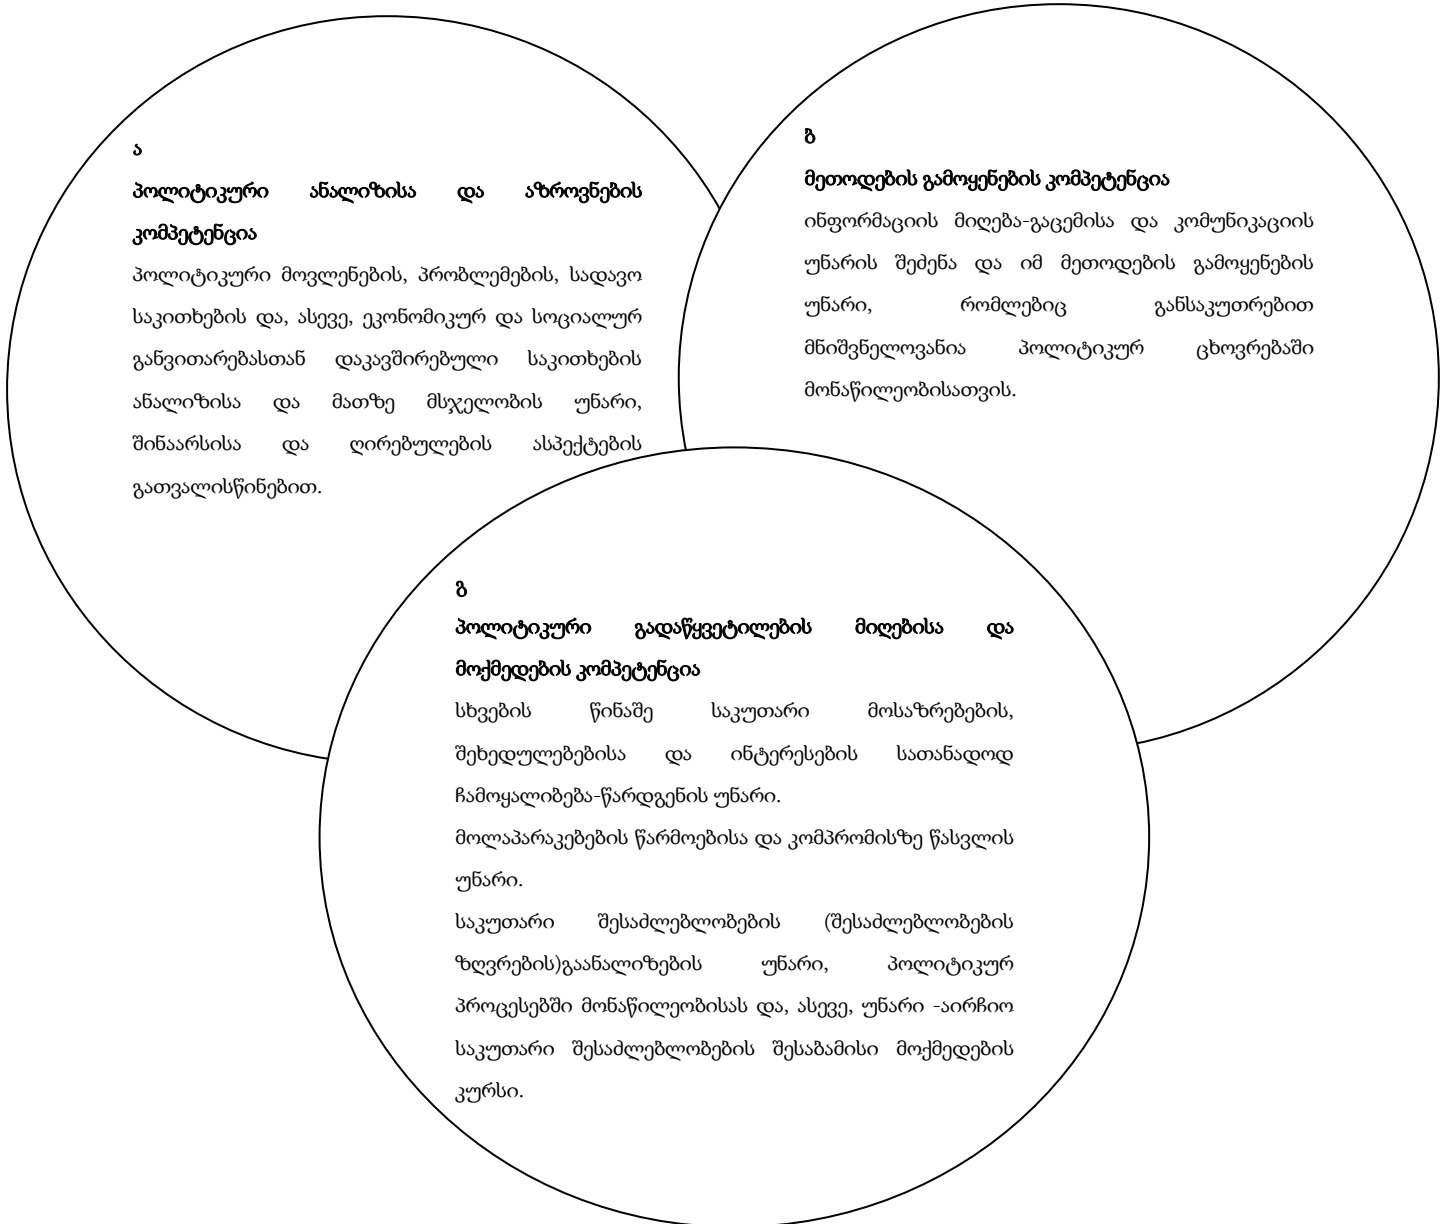 ა
პოლიტიკური ანალიზისა და აზროვნების
კომპეტენცია
პოლიტიკური მოვლენების, პრობლემების, სადავო
საკითხების და, ასევე, ეკონომიკურ და სოციალურ
განვითარებასთან დაკავშირებული საკითხების
ანალიზისა და მათზე მსჯელობის უნარი,
შინაარსისა და ღირებულების ასპექტების
გათვალისწინებით.
ბ
მეთოდების გამოყენების კომპეტენცია
ინფორმაციის მიღება-გაცემისა და კომუნიკაციის
უნარის შეძენა და იმ მეთოდების გამოყენების
უნარი, რომლებიც განსაკუთრებით
მნიშვნელოვანია პოლიტიკურ ცხოვრებაში
მონაწილეობისათვის.
გ
პოლიტიკური გადაწყვეტილების მიღებისა და
მოქმედების კომპეტენცია
სხვების წინაშე საკუთარი მოსაზრებების,
შეხედულებებისა და ინტერესების სათანადოდ
ჩამოყალიბება-წარდგენის უნარი.
მოლაპარაკებების წარმოებისა და კომპრომისზე წასვლის
უნარი.
საკუთარი შესაძლებლობების (შესაძლებლობების
ზღვრების)გაანალიზების უნარი, პოლიტიკურ
პროცესებში მონაწილეობისას და, ასევე, უნარი -აირჩიო
საკუთარი შესაძლებლობების შესაბამისი მოქმედების
კურსი.